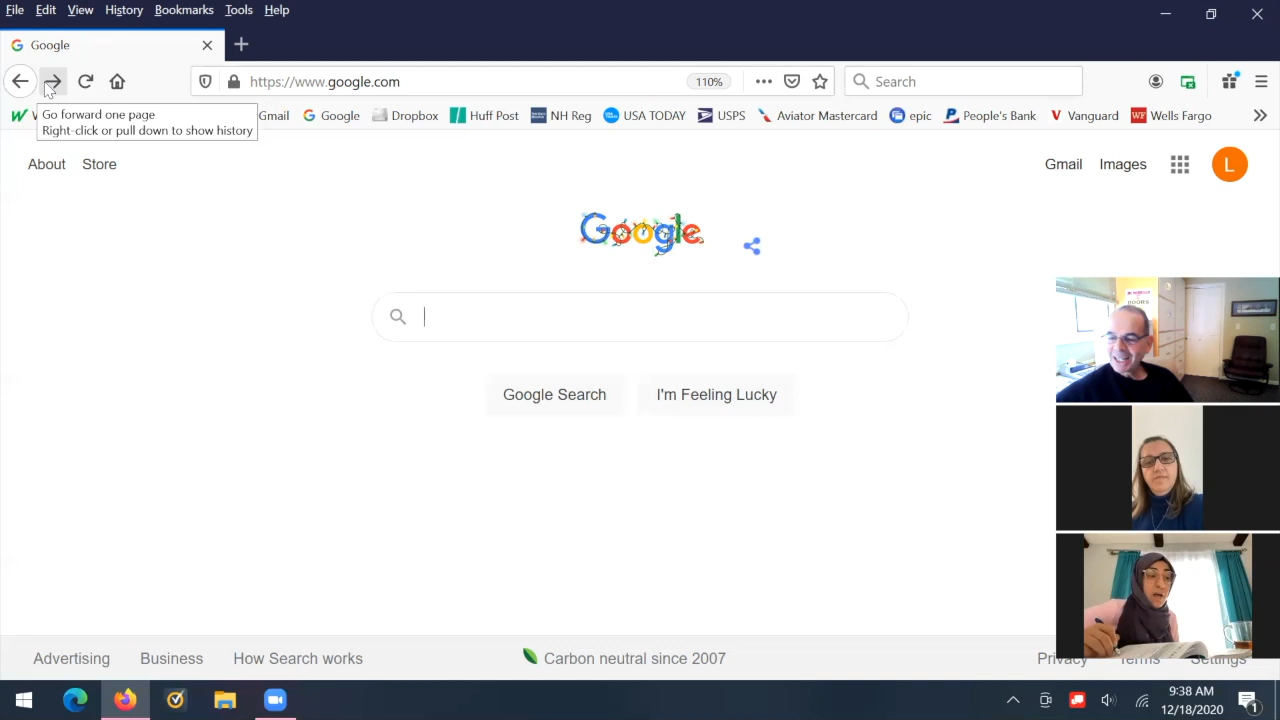 File Edit View History Bookmarks Tools Help
Google
https://www.google.com 110% Search
Go forward one page
Right-click or pull down to show history
Gmail Google Dropbox Huff Post NH Reg USA TODAY USPS Aviator Mastercard epic People's Bank Vanguard Wells Fargo
About Store Gmail Images L
Google
Google Search I'm Feeling Lucky
DOORS
Advertising Business How Search works Carbon neutral since 2007 Privacy Terms Settings
9:38 AM
12/18/2020
1